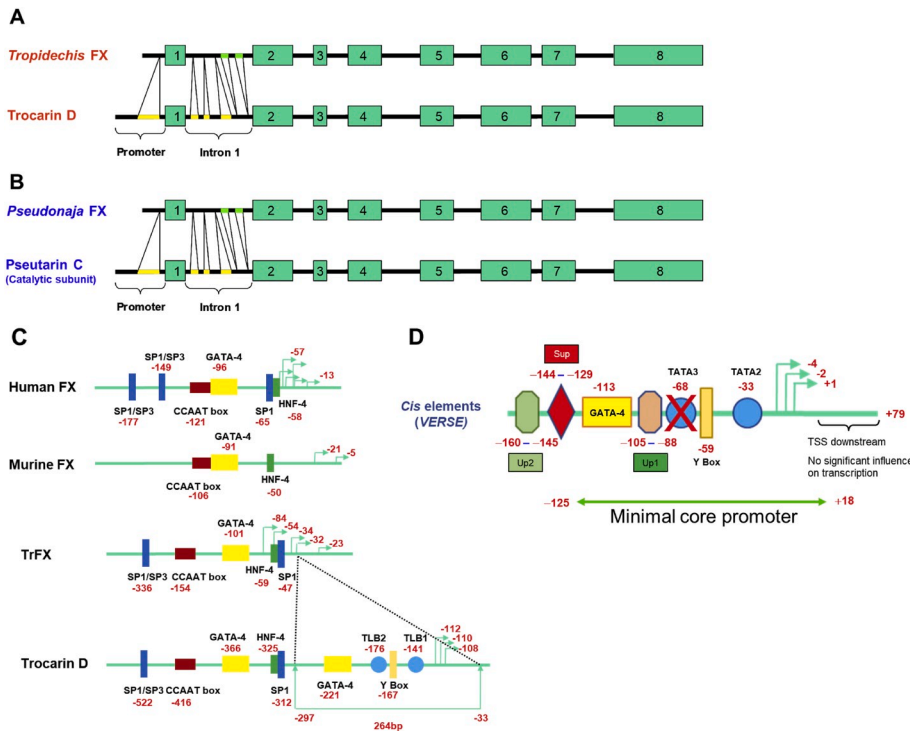 A
Tropidechis FX
1 2 3 4 5 6 7 8
Trocarin D
1 2 3 4 5 6 7 8
Promoter Intron 1
B
Pseudonaja FX
1 2 3 4 5 6 7 8
Pseutarin C
(Catalytic subunit)
1 2 3 4 5 6 7 8
Promoter Intron 1
C
Human FX
SP1/SP3
-149
GATA-4
-96
-57
-13
SP1/SP3
-177
CCAAT box
-121
SP1
-65
HNF-4
-58
Murine FX
GATA-4
-91
-21
-5
CCAAT box
-106
HNF-4
-50
TrFX
GATA-4
-101
-84
-54
-34
-32
-23
SP1/SP3
-336
CCAAT box
-154
HNF-4
-59
SP1
-47
Trocarin D
GATA-4
-366
HNF-4
-325
TLB2
-176
TLB1
-141
-112
-110
-108
SP1/SP3
-522
CCAAT box
-416
SP1
-312
GATA-4
-221
Y Box
-167
-297
264bp
-33
D
Cis elements
(VERSE)
Sup
−144 – −129
-113
GATA-4
TATA3
-68
TATA2
-33
-4
-2
+1
+79
−160 – −145
Up2
−105 – −88
Up1
-59
Y Box
TSS downstream
No significant influence
on transcription
−125
+18
Minimal core promoter